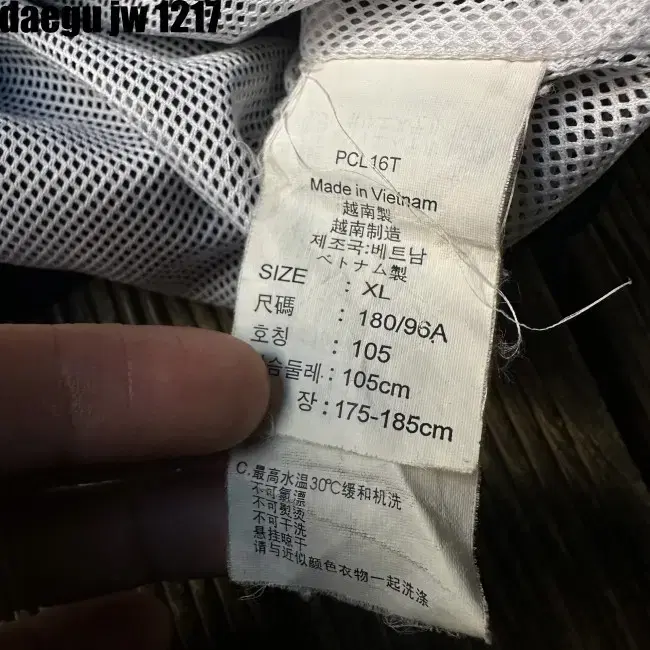 daegu jw 1217
PCL16T
Made in Vietnam
越南製
越南制造
제조국:베트남
ベトナム製
SIZE : XL
尺碼 : 180/96A
호칭 : 105
슴둘레 : 105cm
장 : 175-185cm
C.最高水温30℃缓和机洗
不可氯漂
不可熨烫
不可干洗
悬挂晾干
请与近似颜色衣物一起洗涤